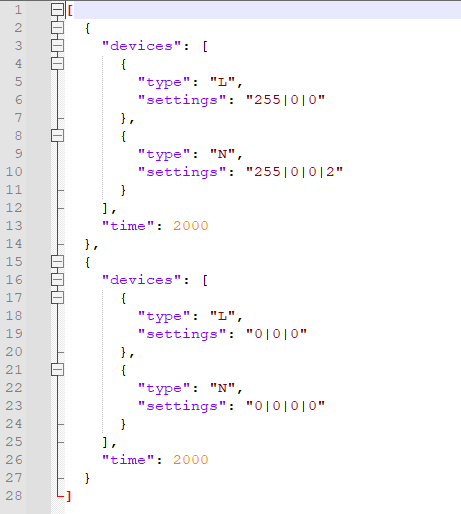 1 [
2 {
3 "devices": [
4 {
5 "type": "L",
6 "settings": "255|0|0"
7 },
8 {
9 "type": "N",
10 "settings": "255|0|0|2"
11 }
12 ],
13 "time": 2000
14 },
15 {
16 "devices": [
17 {
18 "type": "L",
19 "settings": "0|0|0"
20 },
21 {
22 "type": "N",
23 "settings": "0|0|0|0"
24 }
25 ],
26 "time": 2000
27 }
28 ]